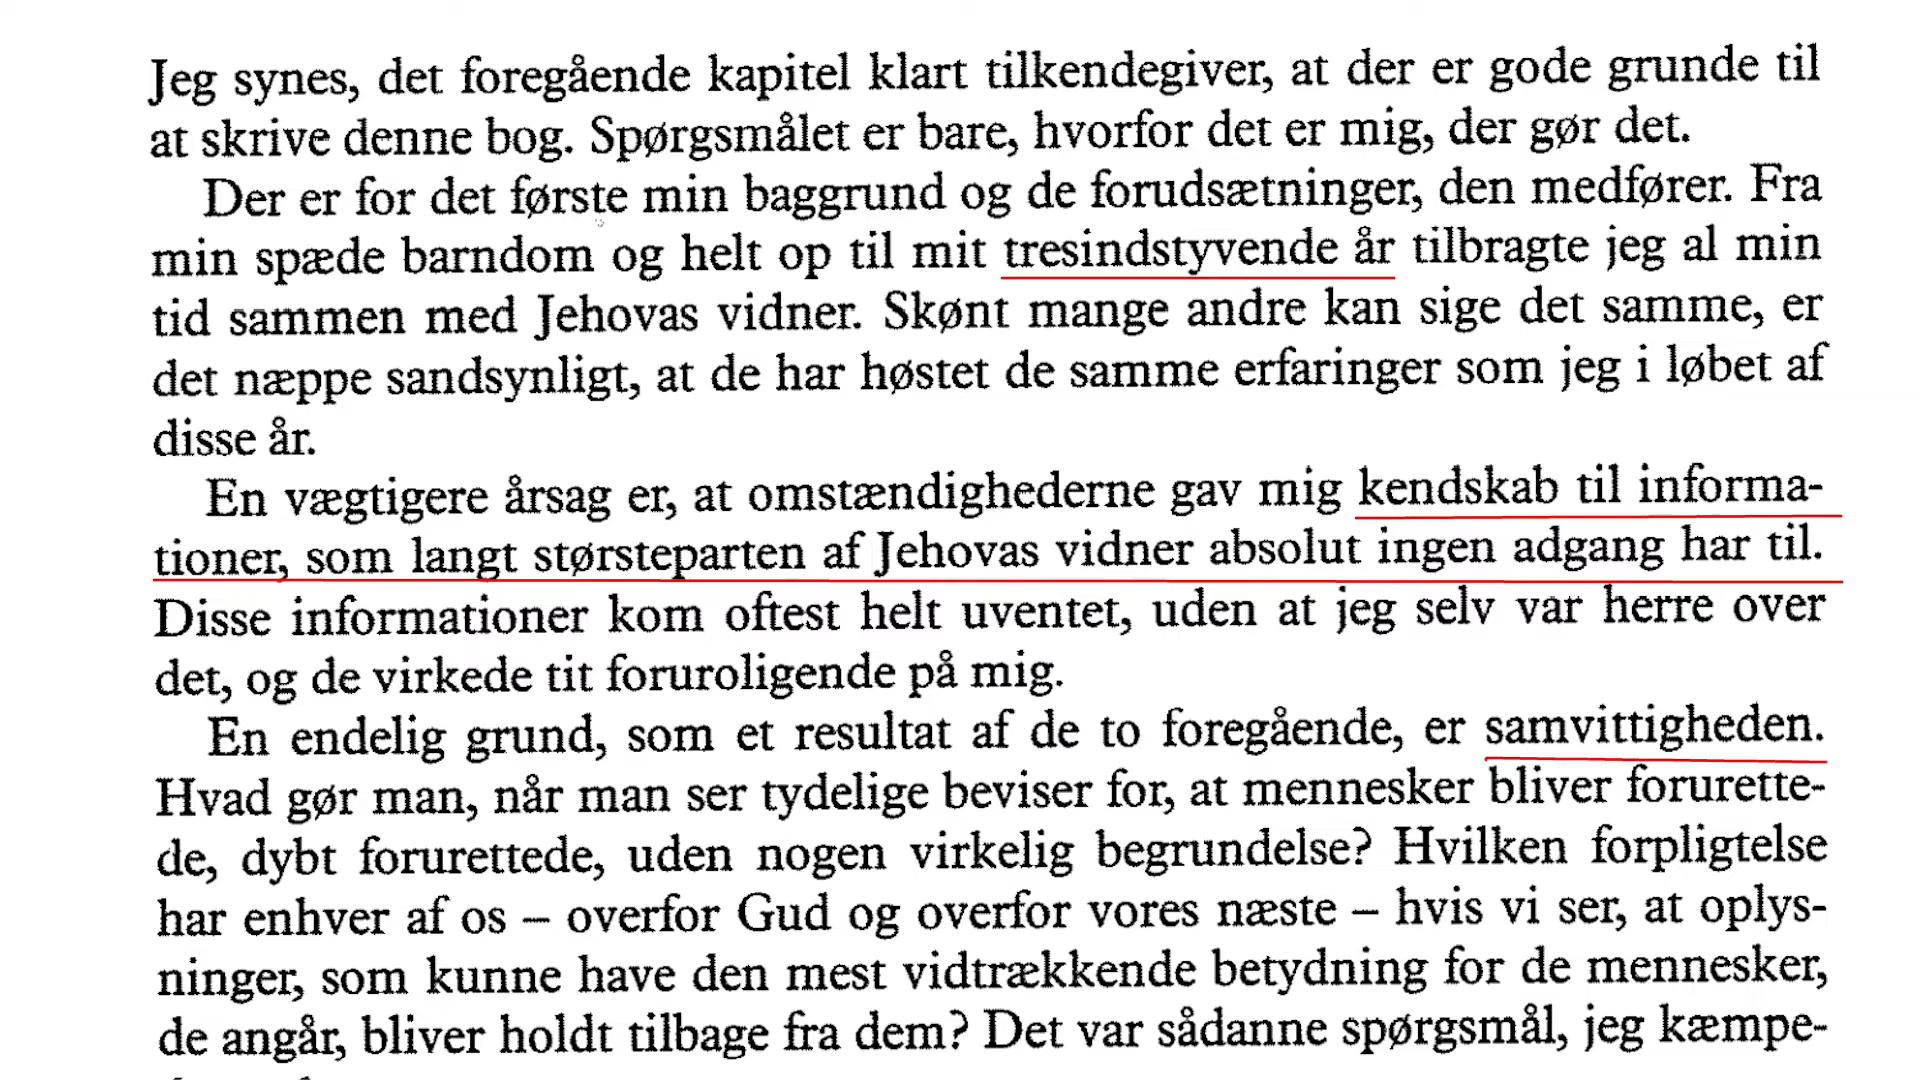 Jeg synes, det foregående kapitel klart tilkendegiver, at der er gode grunde til
at skrive denne bog. Spørgsmålet er bare, hvorfor det er mig, der gør det.
Der er for det første min baggrund og de forudsætninger, den medfører. Fra
min spæde barndom og helt op til mit tresindstyvende år tilbragte jeg al min
tid sammen med Jehovas vidner. Skønt mange andre kan sige det samme, er
det næppe sandsynligt, at de har høstet de samme erfaringer som jeg i løbet af
disse år.
En vægtigere årsag er, at omstændighederne gav mig kendskab til informa-
tioner, som langt størsteparten af Jehovas vidner absolut ingen adgang har til.
Disse informationer kom oftest helt uventet, uden at jeg selv var herre over
det, og de virkede tit foruroligende på mig.
En endelig grund, som et resultat af de to foregående, er samvittigheden.
Hvad gør man, når man ser tydelige beviser for, at mennesker bliver forurette-
de, dybt forurettede, uden nogen virkelig begrundelse? Hvilken forpligtelse
har enhver af os – overfor Gud og overfor vores næste – hvis vi ser, at oplys-
ninger, som kunne have den mest vidtrækkende betydning for de mennesker,
de angår, bliver holdt tilbage fra dem? Det var sådanne spørgsmål, jeg kæmpe-